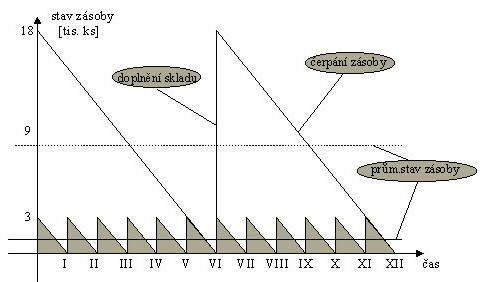 stav zásoby
[tis. ks]
18
doplnění skladu
čerpání zásoby
9
prům.stav zásoby
3
I II III IV V VI VII VIII IX X XI XII čas